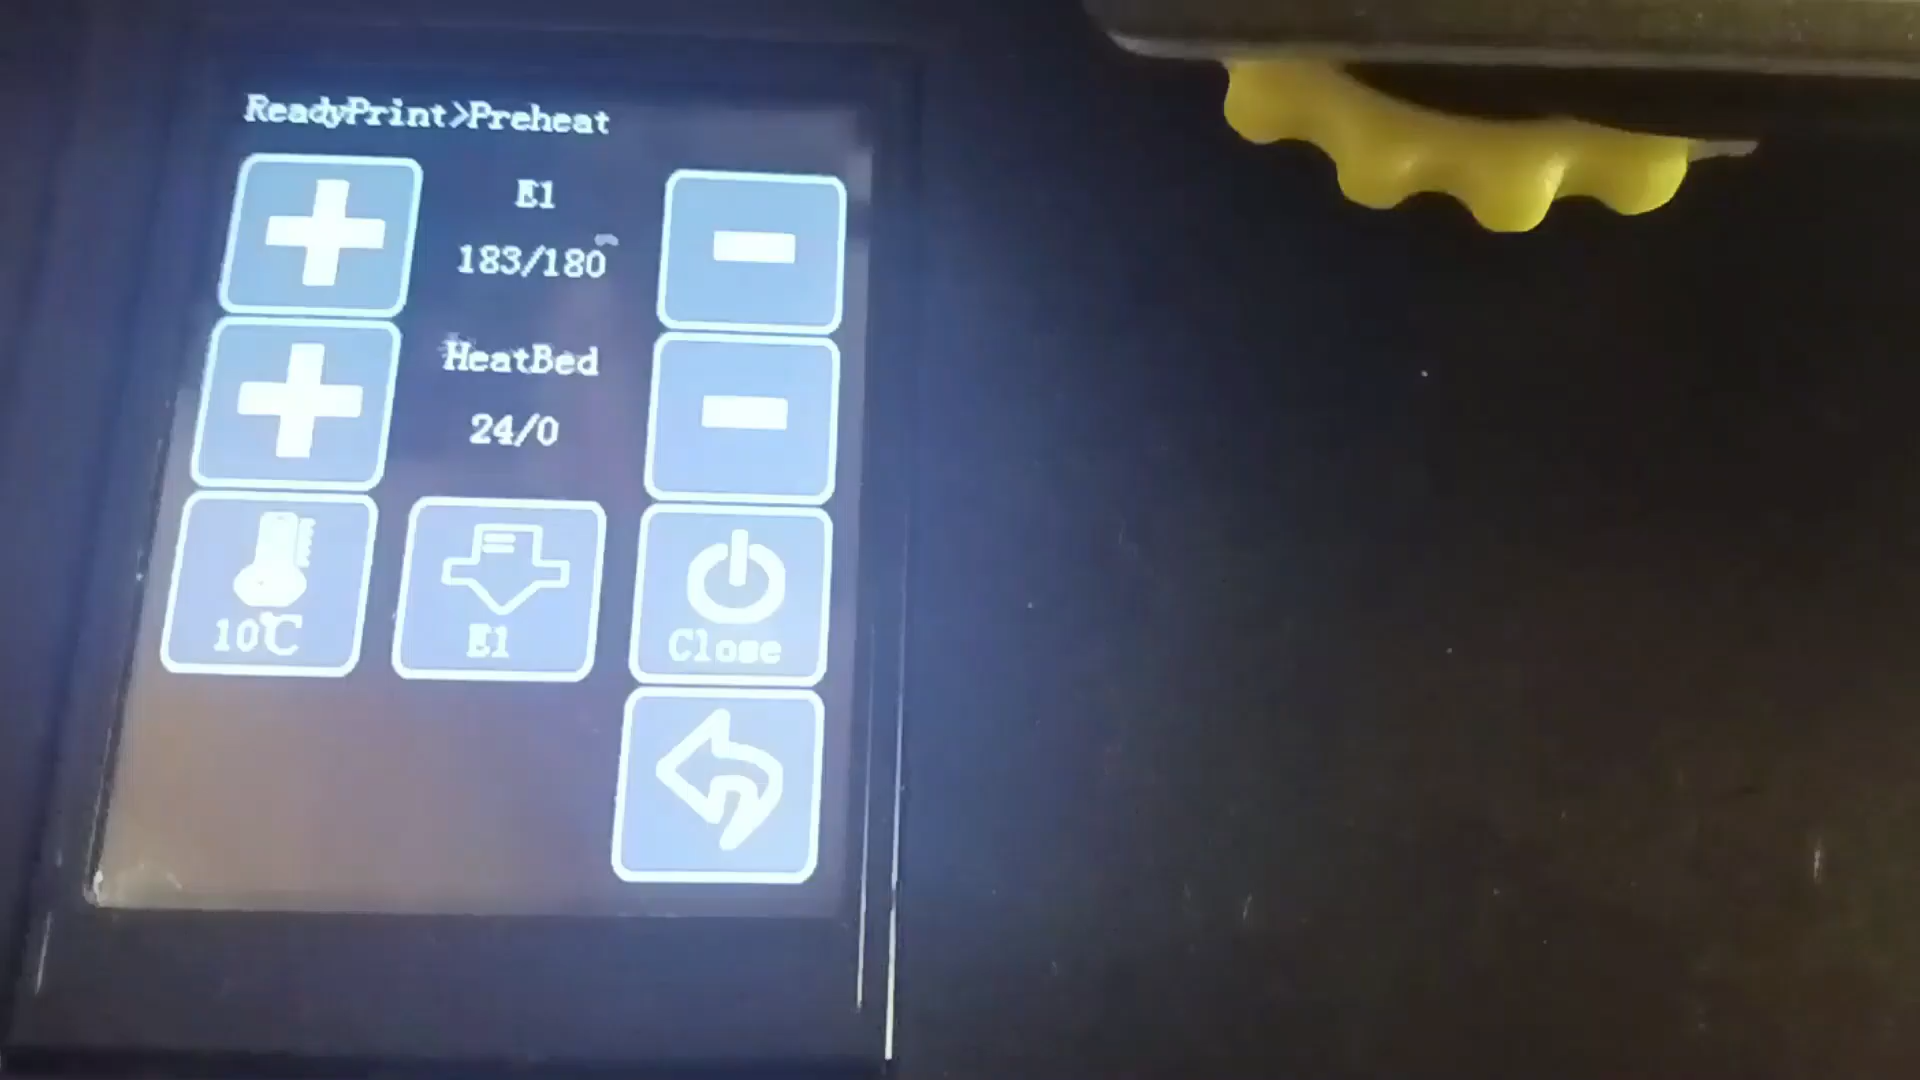 ReadyPrint>Preheat
E1
183/180
HeatBed
24/0
10℃
E1
Close